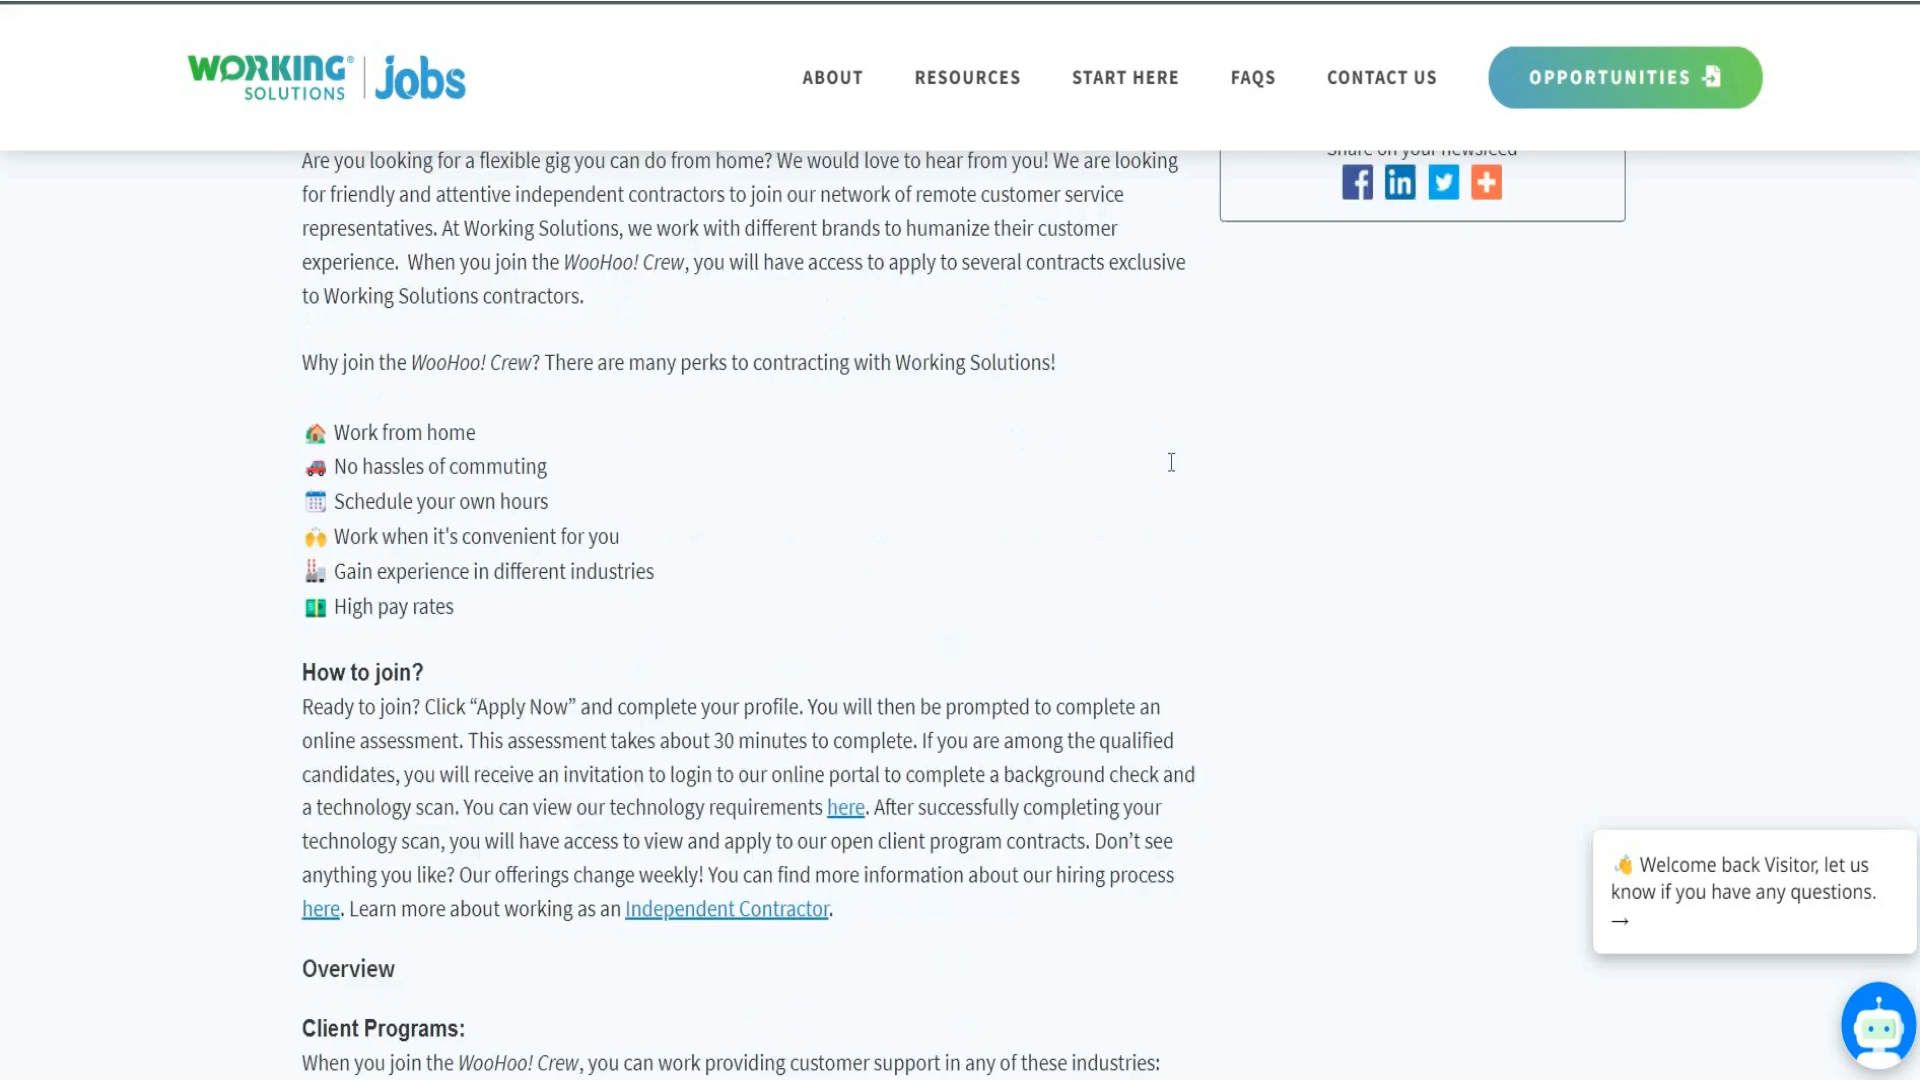 WORKING® SOLUTIONS | jobs
ABOUT
RESOURCES
START HERE
FAQS
CONTACT US
OPPORTUNITIES
Share on your newsfeed
Are you looking for a flexible gig you can do from home? We would love to hear from you! We are looking
for friendly and attentive independent contractors to join our network of remote customer service
representatives. At Working Solutions, we work with different brands to humanize their customer
experience. When you join the WooHoo! Crew, you will have access to apply to several contracts exclusive
to Working Solutions contractors.
Why join the WooHoo! Crew? There are many perks to contracting with Working Solutions!
🏠 Work from home
🚗 No hassles of commuting
📅 Schedule your own hours
🙌 Work when it's convenient for you
🏭 Gain experience in different industries
💵 High pay rates
How to join?
Ready to join? Click “Apply Now” and complete your profile. You will then be prompted to complete an
online assessment. This assessment takes about 30 minutes to complete. If you are among the qualified
candidates, you will receive an invitation to login to our online portal to complete a background check and
a technology scan. You can view our technology requirements here. After successfully completing your
technology scan, you will have access to view and apply to our open client program contracts. Don’t see
anything you like? Our offerings change weekly! You can find more information about our hiring process
here. Learn more about working as an Independent Contractor.
Overview
Client Programs:
When you join the WooHoo! Crew, you can work providing customer support in any of these industries:
👋 Welcome back Visitor, let us
know if you have any questions.
→